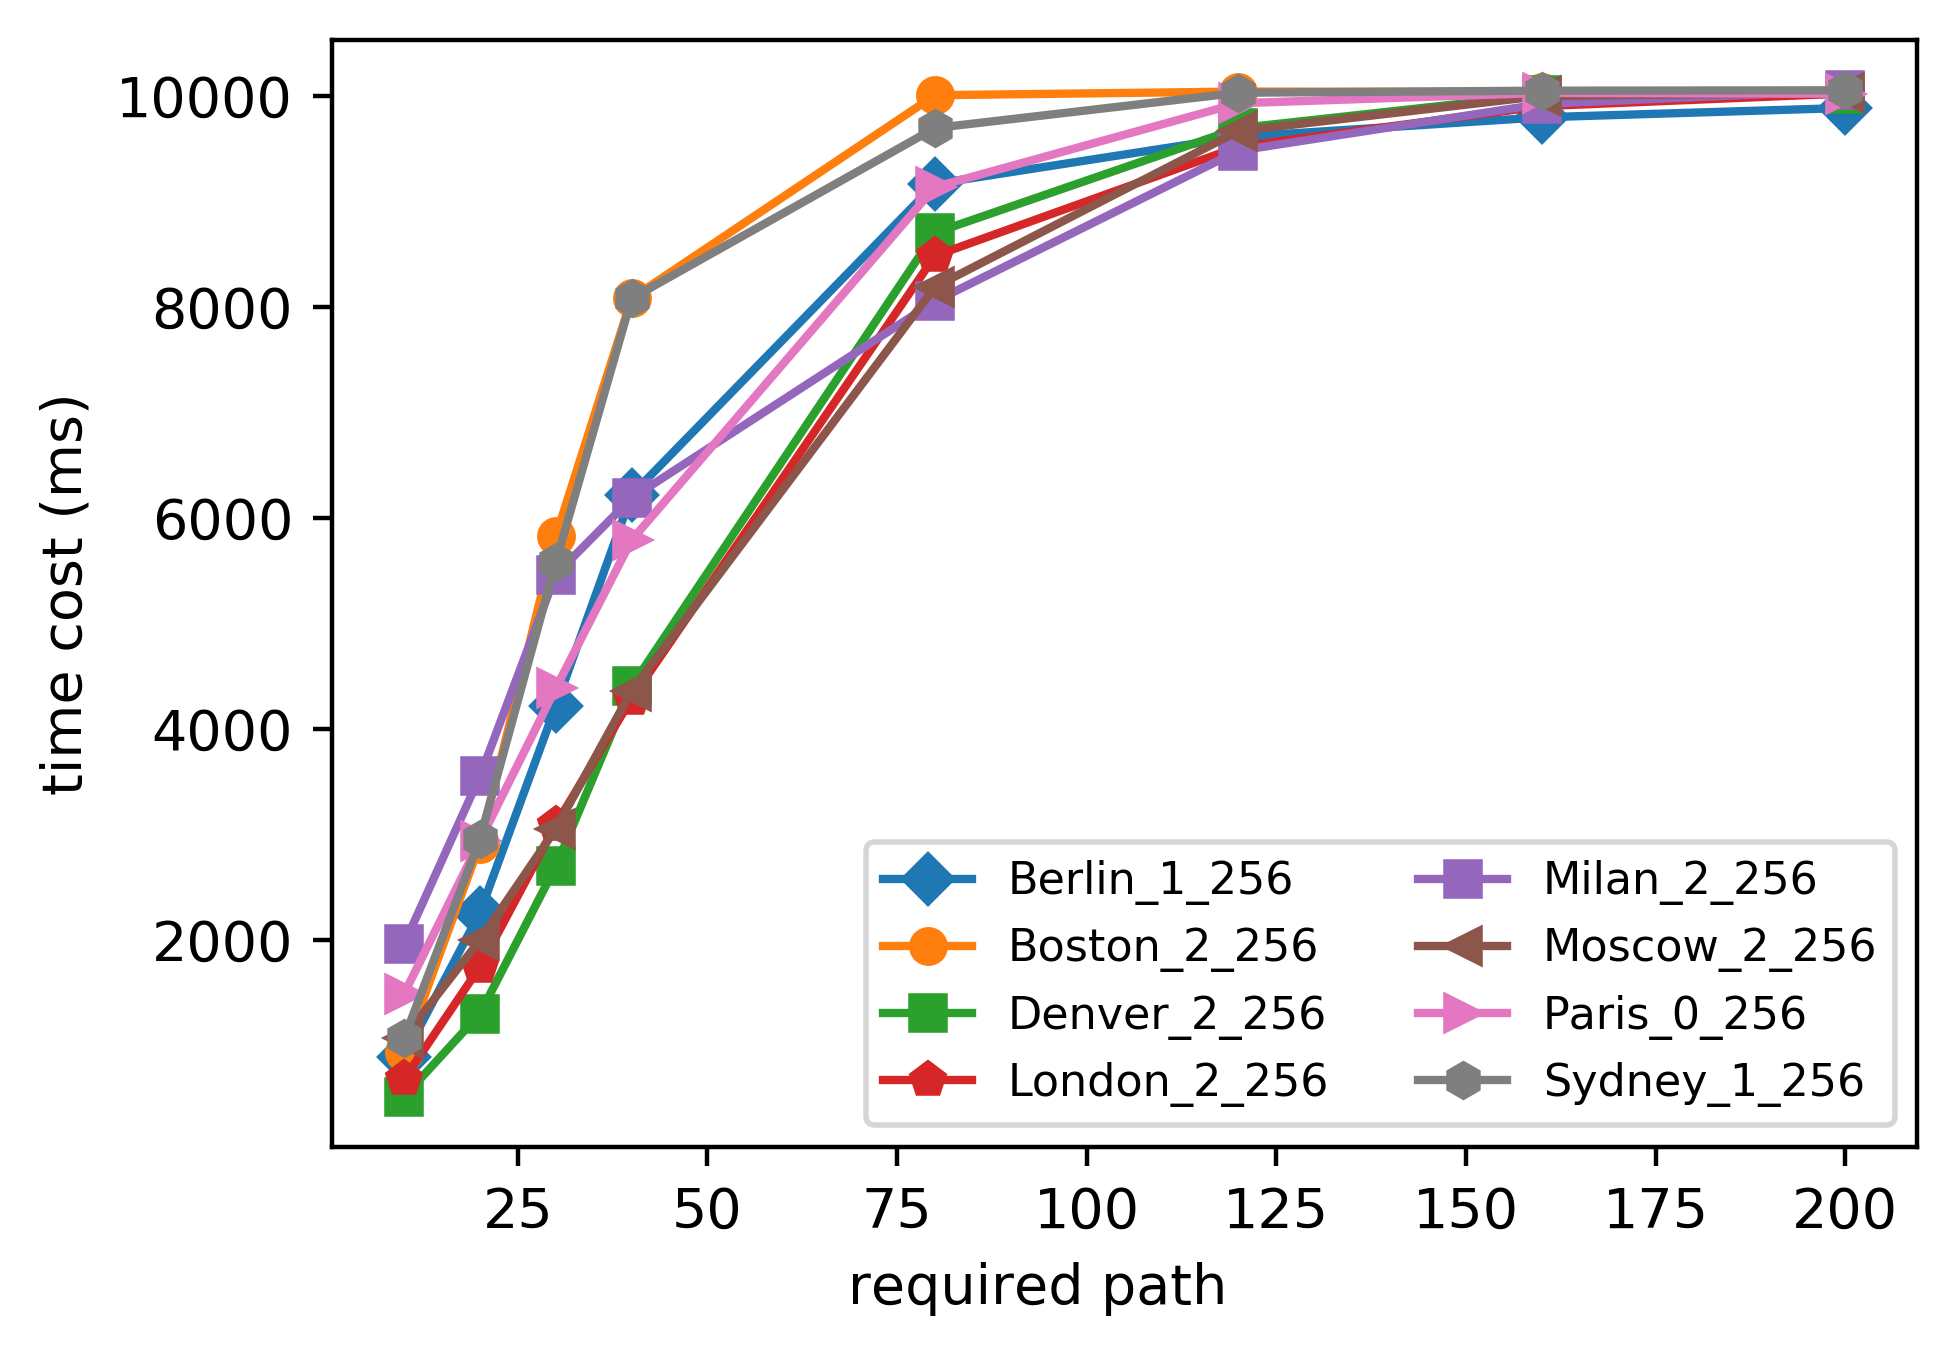 10000
8000
6000
4000
2000
time cost (ms)
Berlin_1_256
Boston_2_256
Denver_2_256
London_2_256
Milan_2_256
Moscow_2_256
Paris_0_256
Sydney_1_256
25 50 75 100 125 150 175 200
required path